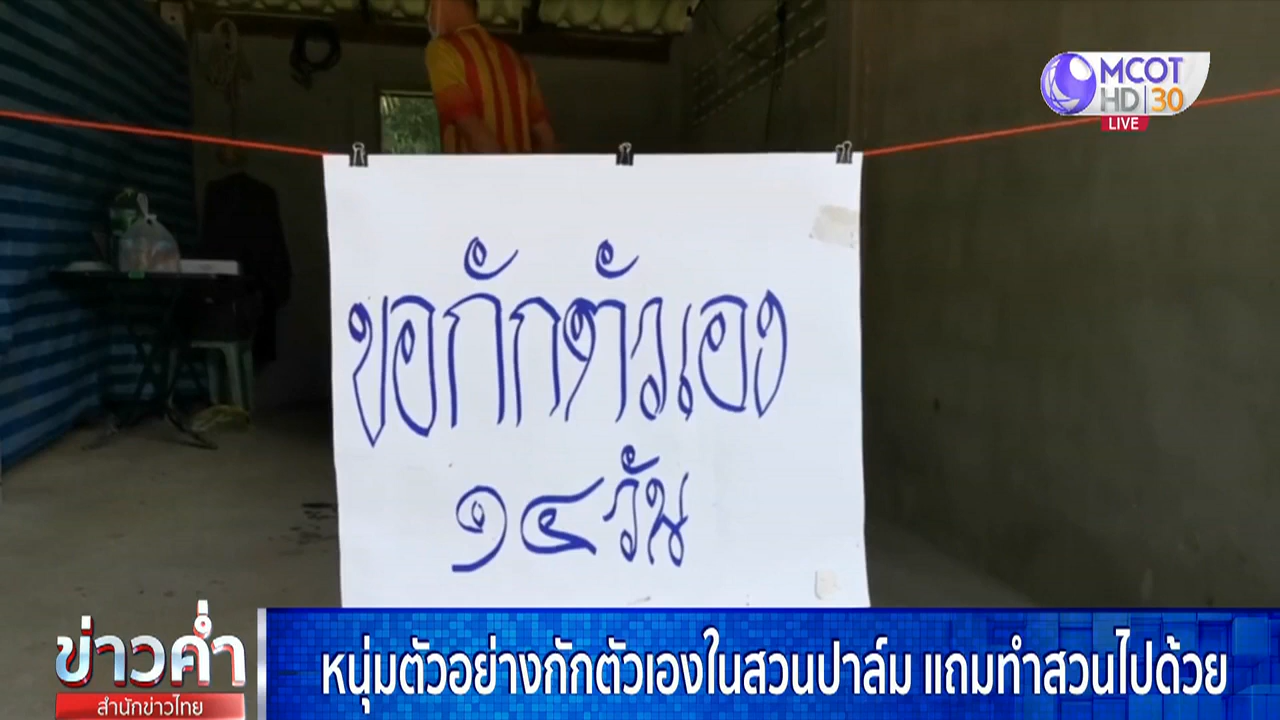 MCOT
HD 30
LIVE
ขอกักตัวเอง
๑๔ วัน
ข่าวค่ำ
สำนักข่าวไทย
หนุ่มตัวอย่างกักตัวเองในสวนปาล์ม แถมทำสวนไปด้วย